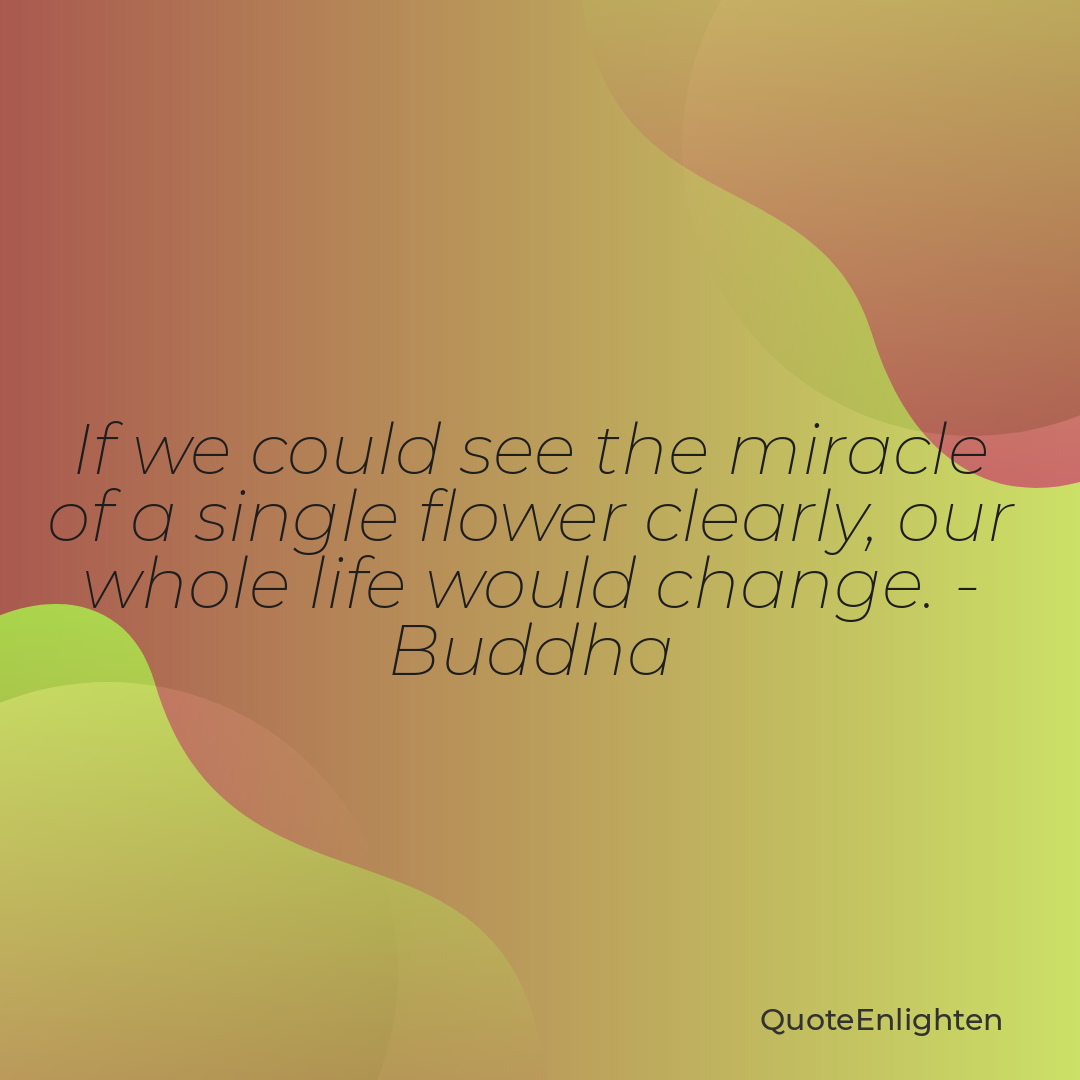 If we could see the miracle
of a single flower clearly, our
whole life would change. -
Buddha
QuoteEnlighten